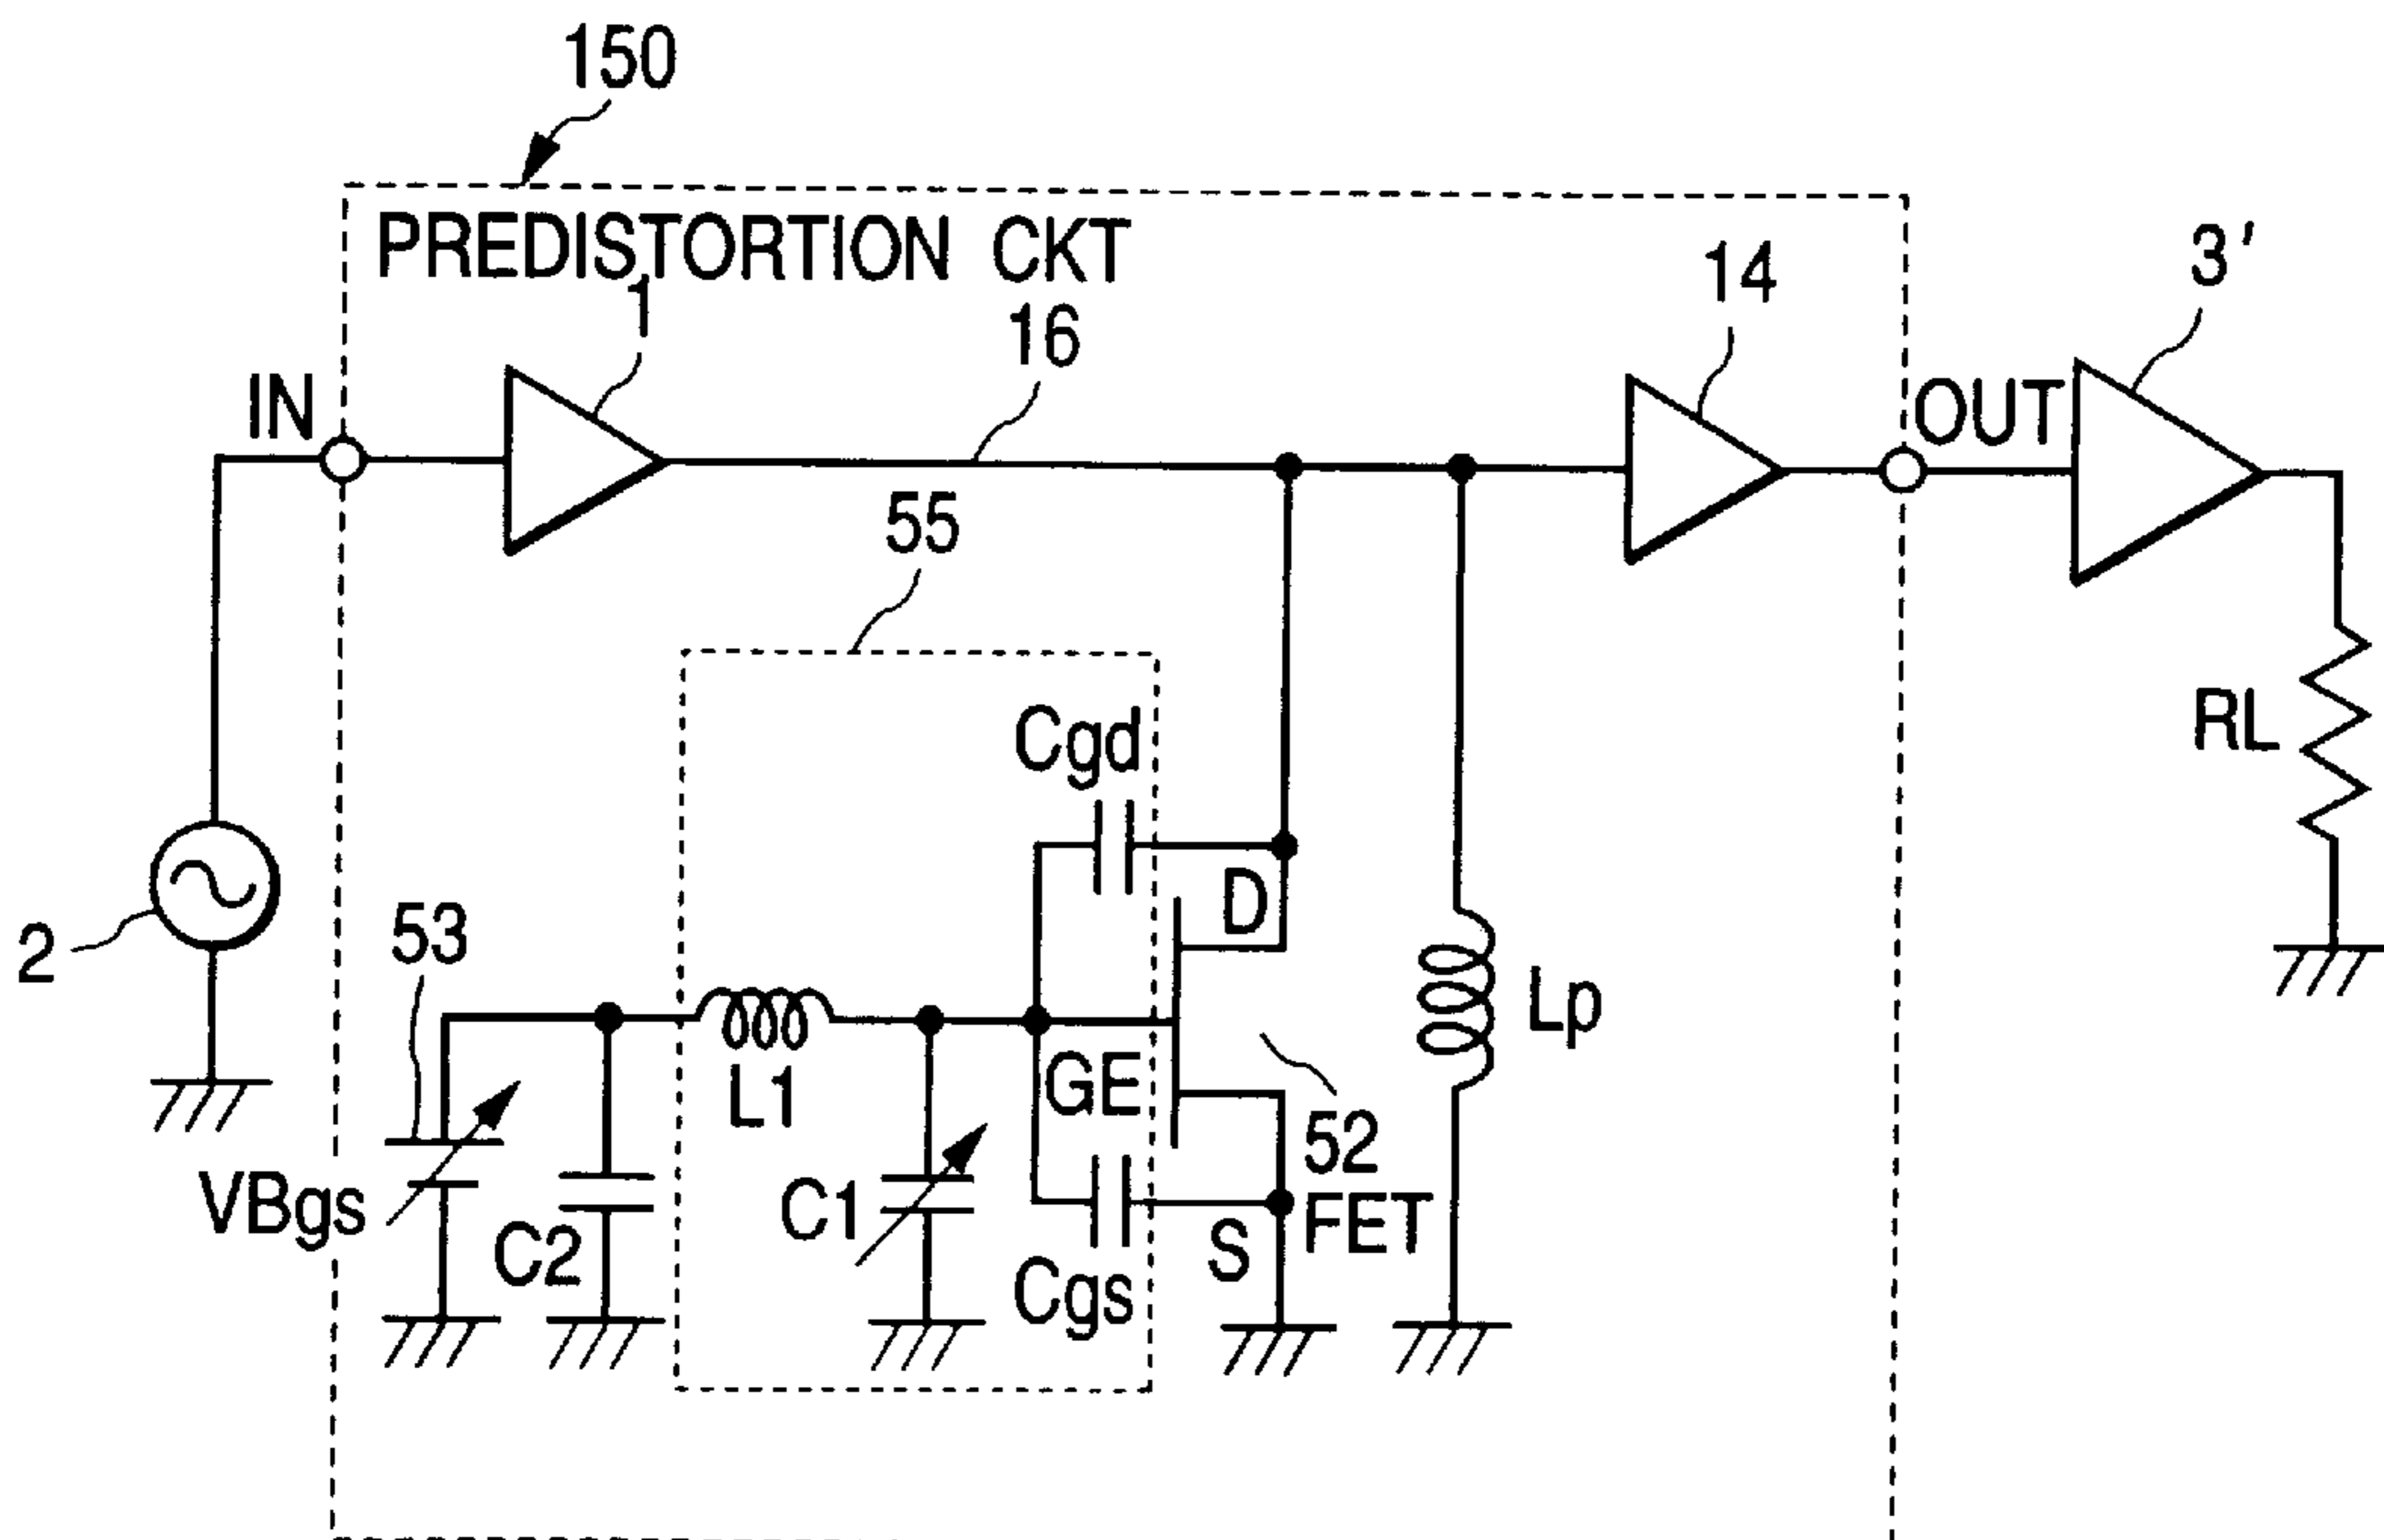 150
PREDISTORTION CKT
1
16
14
3'
IN
OUT
55
Cgd
RL
D
2
53
Lp
L1
GE
52
FET
VBgs
C2
C1
Cgs
S